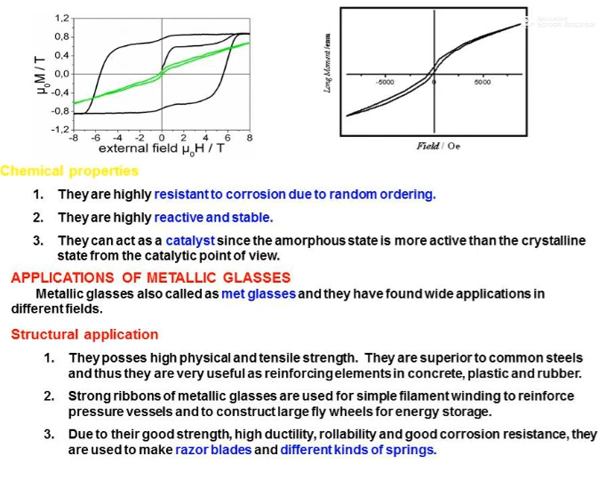 1,2
0,8
0,4
0,0
-0,4
-0,8
-1,2
μ₀M / T
-8 -6 -4 -2 0 2 4 6 8
external field μ₀H / T
Long Moment/emu
-5000 0 5000
Field / Oe
Chemical properties
1. They are highly resistant to corrosion due to random ordering.
2. They are highly reactive and stable.
3. They can act as a catalyst since the amorphous state is more active than the crystalline
state from the catalytic point of view.
APPLICATIONS OF METALLIC GLASSES
Metallic glasses also called as met glasses and they have found wide applications in
different fields.
Structural application
1. They posses high physical and tensile strength. They are superior to common steels
and thus they are very useful as reinforcing elements in concrete, plastic and rubber.
2. Strong ribbons of metallic glasses are used for simple filament winding to reinforce
pressure vessels and to construct large fly wheels for energy storage.
3. Due to their good strength, high ductility, rollability and good corrosion resistance, they
are used to make razor blades and different kinds of springs.